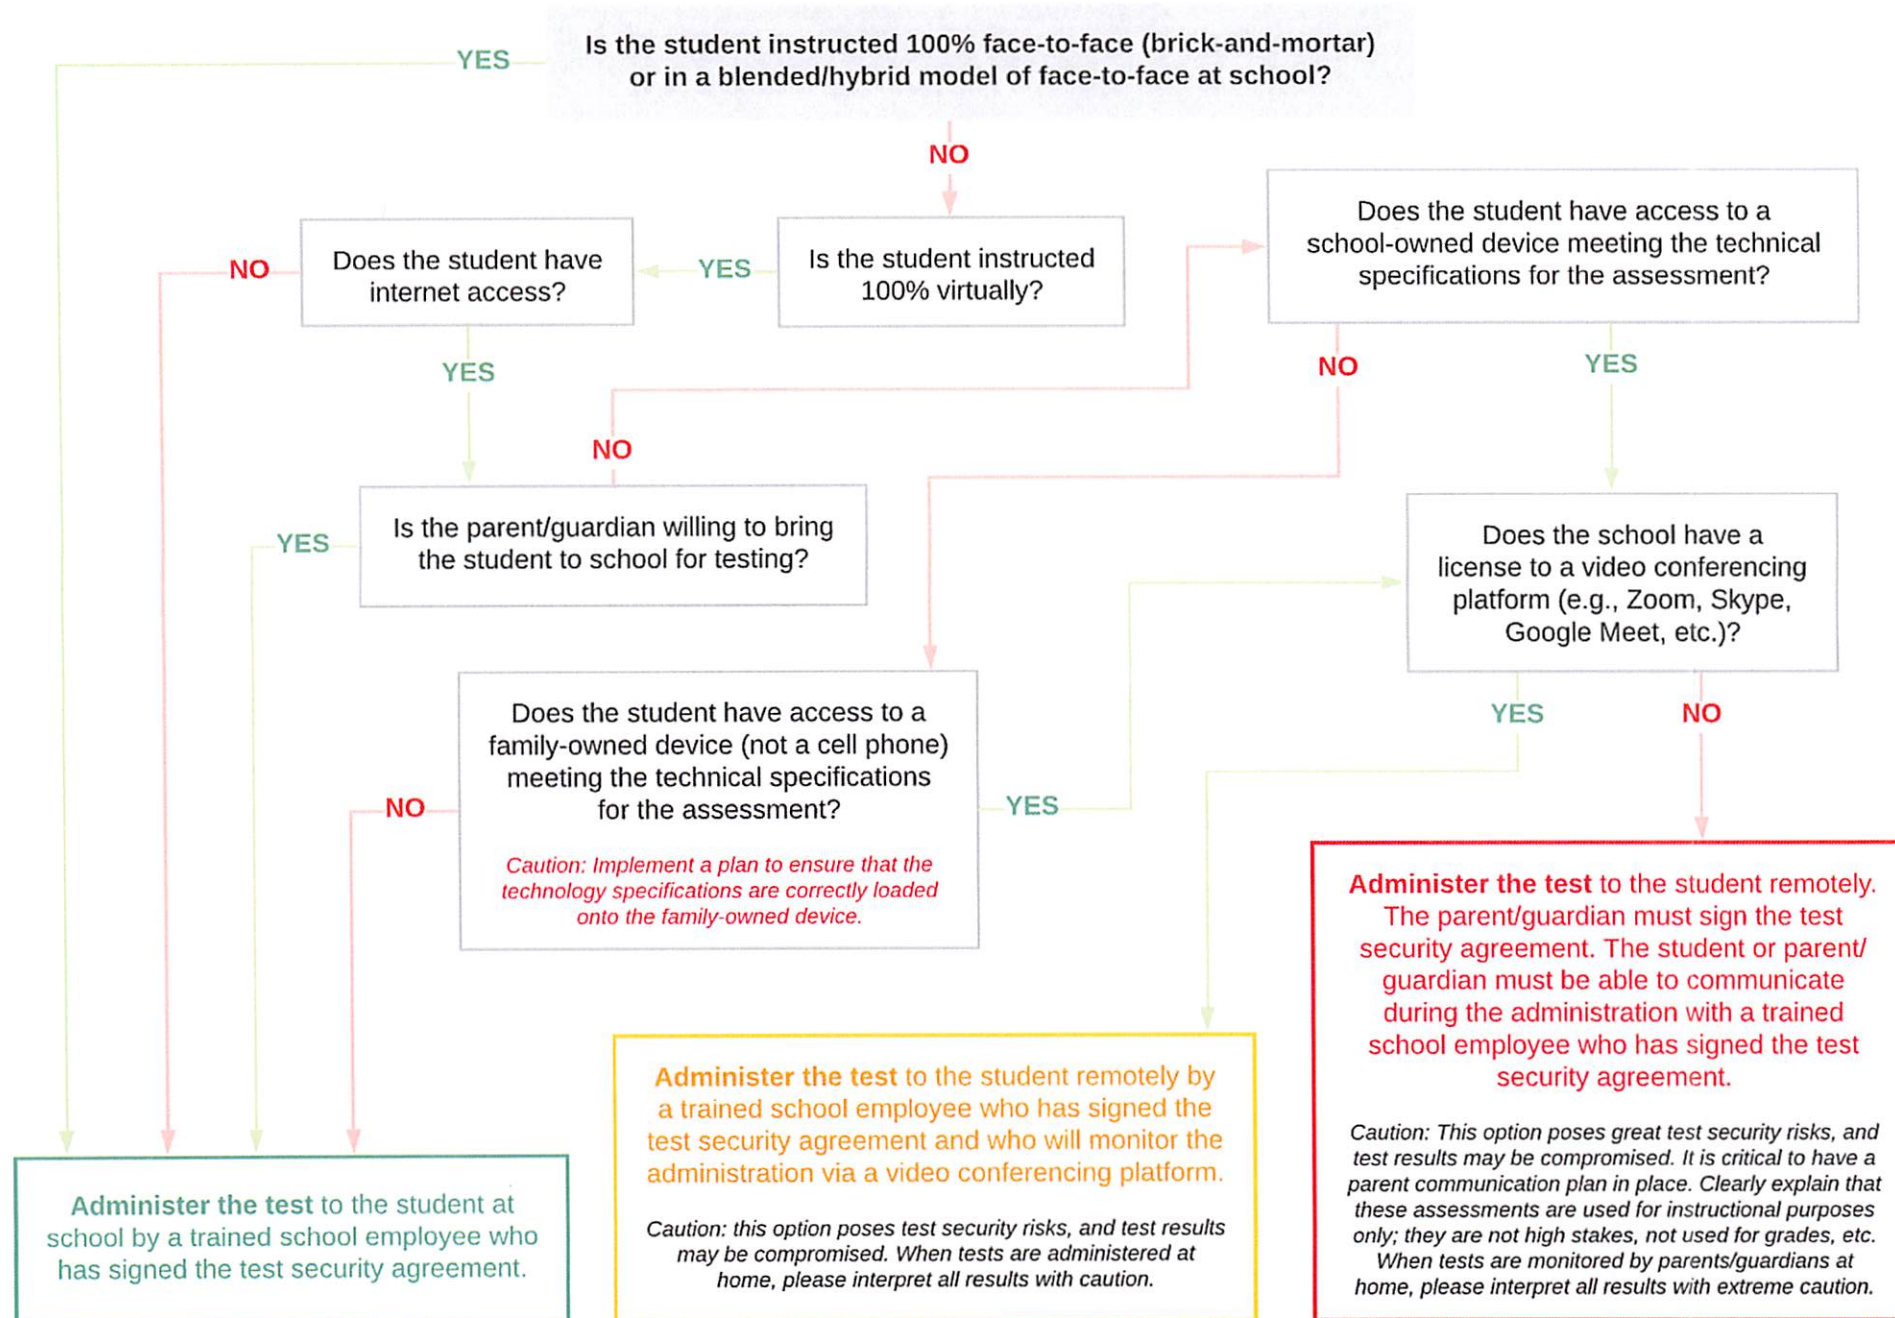 Is the student instructed 100% face-to-face (brick-and-mortar)
or in a blended/hybrid model of face-to-face at school?
YES
NO
Does the student have access to a
school-owned device meeting the technical
specifications for the assessment?
Is the student instructed
100% virtually?
YES
Does the student have
internet access?
NO
YES
NO
YES
NO
Is the parent/guardian willing to bring
the student to school for testing?
YES
Does the school have a
license to a video conferencing
platform (e.g., Zoom, Skype,
Google Meet, etc.)?
YES
NO
Does the student have access to a
family-owned device (not a cell phone)
meeting the technical specifications
for the assessment?
Caution: Implement a plan to ensure that the
technology specifications are correctly loaded
onto the family-owned device.
NO
YES
Administer the test to the student remotely.
The parent/guardian must sign the test
security agreement. The student or parent/
guardian must be able to communicate
during the administration with a trained
school employee who has signed the test
security agreement.
Caution: This option poses great test security risks, and
test results may be compromised. It is critical to have a
parent communication plan in place. Clearly explain that
these assessments are used for instructional purposes
only; they are not high stakes, not used for grades, etc.
When tests are monitored by parents/guardians at
home, please interpret all results with extreme caution.
Administer the test to the student remotely by
a trained school employee who has signed the
test security agreement and who will monitor the
administration via a video conferencing platform.
Caution: this option poses test security risks, and test results
may be compromised. When tests are administered at
home, please interpret all results with caution.
Administer the test to the student at
school by a trained school employee who
has signed the test security agreement.